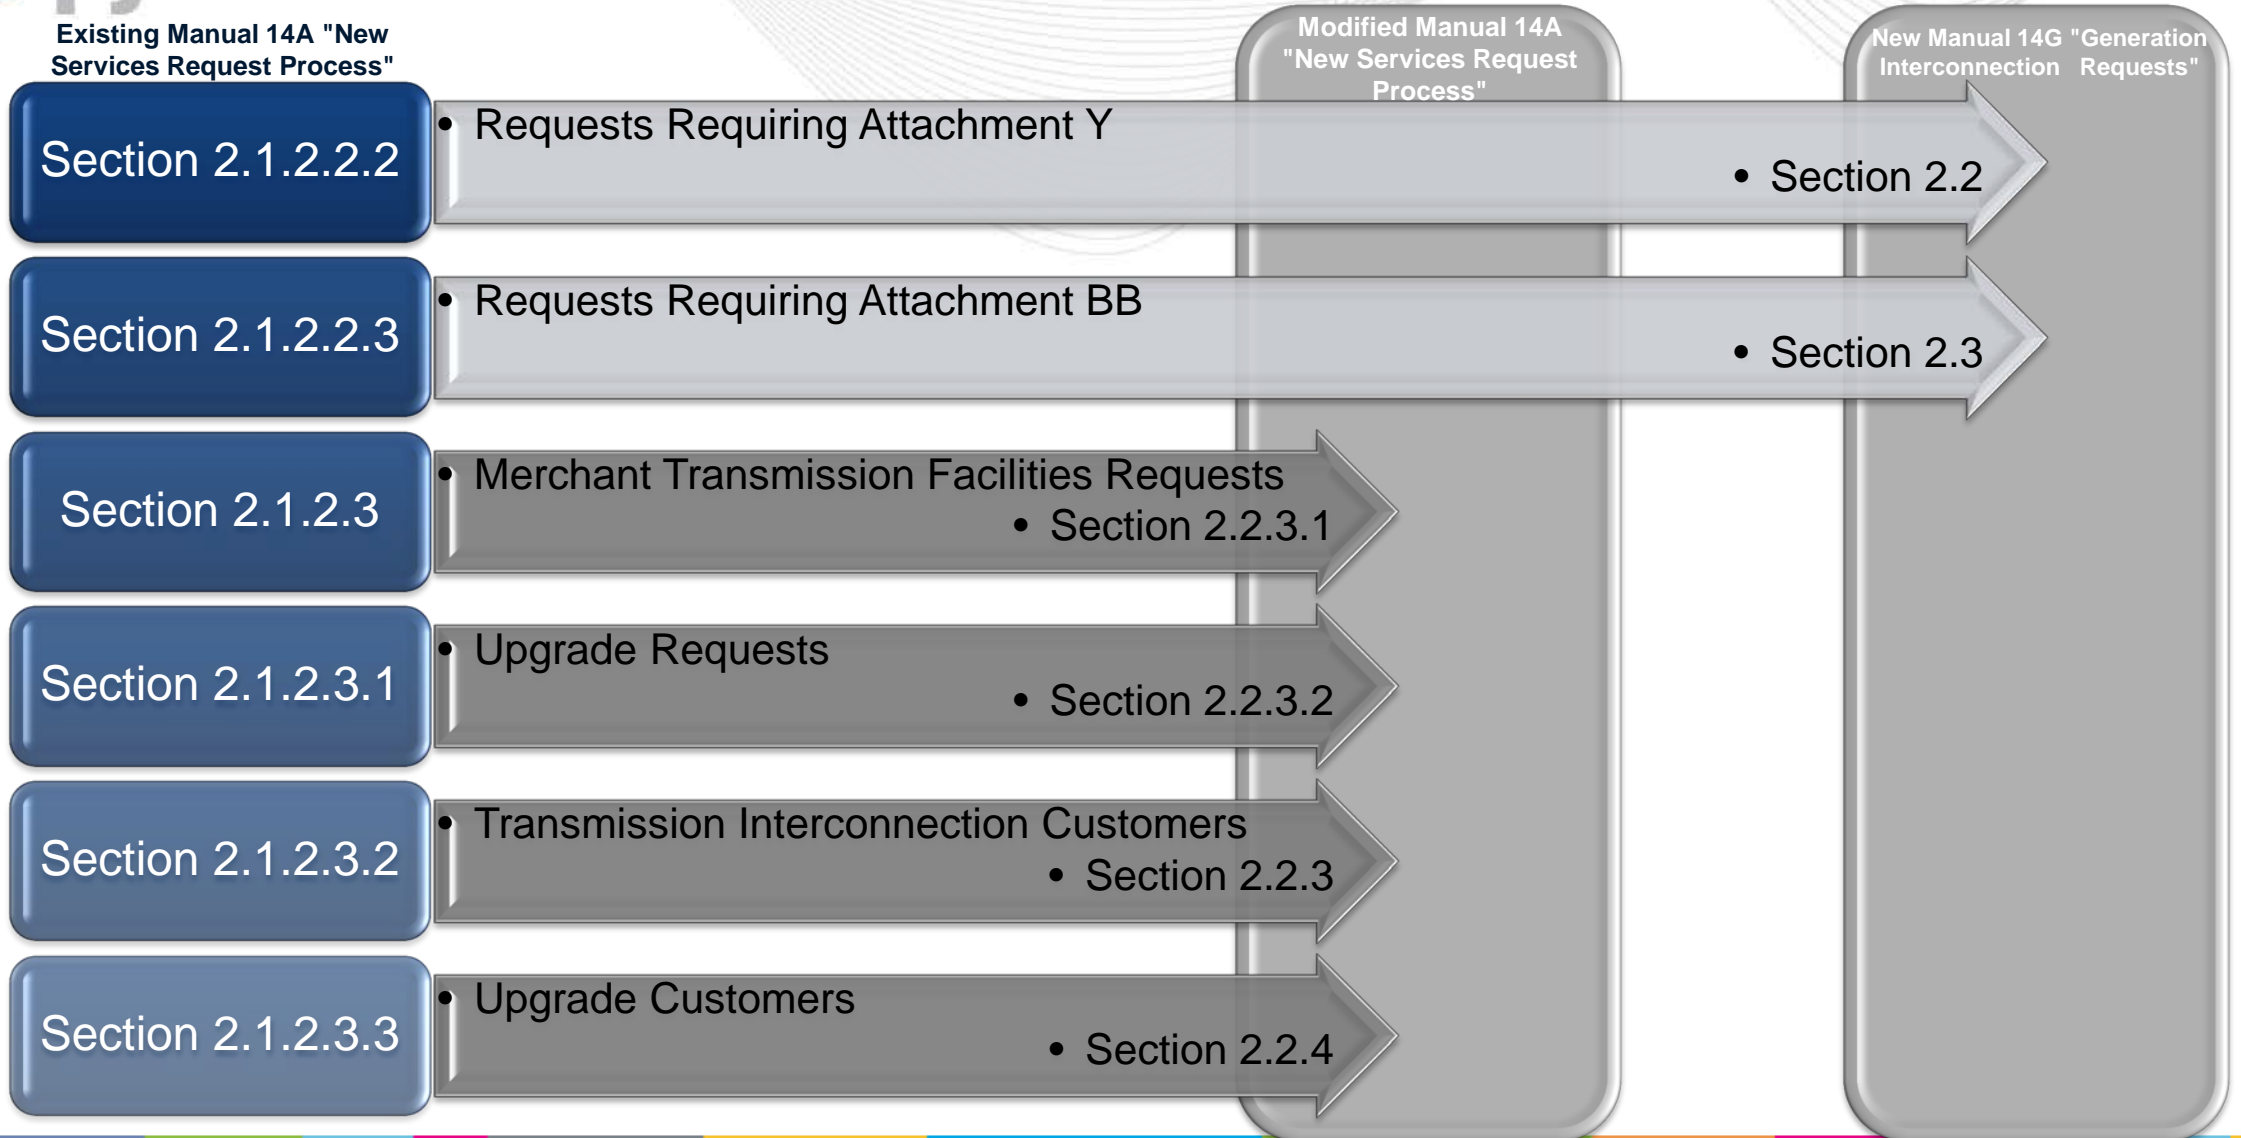 Existing Manual 14A "New
Services Request Process"
Modified Manual 14A
"New Services Request
Process"
New Manual 14G "Generation
Interconnection Requests"
Section 2.1.2.2.2
• Requests Requiring Attachment Y
• Section 2.2
Section 2.1.2.2.3
• Requests Requiring Attachment BB
• Section 2.3
Section 2.1.2.3
• Merchant Transmission Facilities Requests
• Section 2.2.3.1
Section 2.1.2.3.1
• Upgrade Requests
• Section 2.2.3.2
Section 2.1.2.3.2
• Transmission Interconnection Customers
• Section 2.2.3
Section 2.1.2.3.3
• Upgrade Customers
• Section 2.2.4